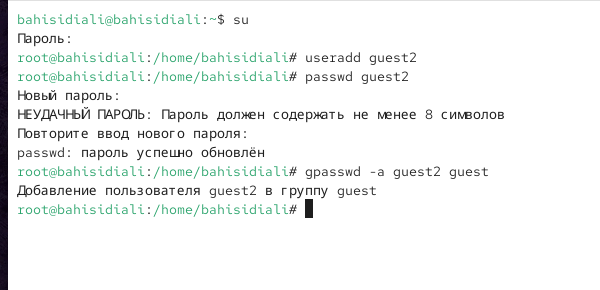 bahisidiali@bahisidiali:~$ su
Пароль:
root@bahisidiali:/home/bahisidiali# useradd guest2
root@bahisidiali:/home/bahisidiali# passwd guest2
Новый пароль:
НЕУДАЧНЫЙ ПАРОЛЬ: Пароль должен содержать не менее 8 символов
Повторите ввод нового пароля:
passwd: пароль успешно обновлён
root@bahisidiali:/home/bahisidiali# gpasswd -a guest2 guest
Добавление пользователя guest2 в группу guest
root@bahisidiali:/home/bahisidiali#